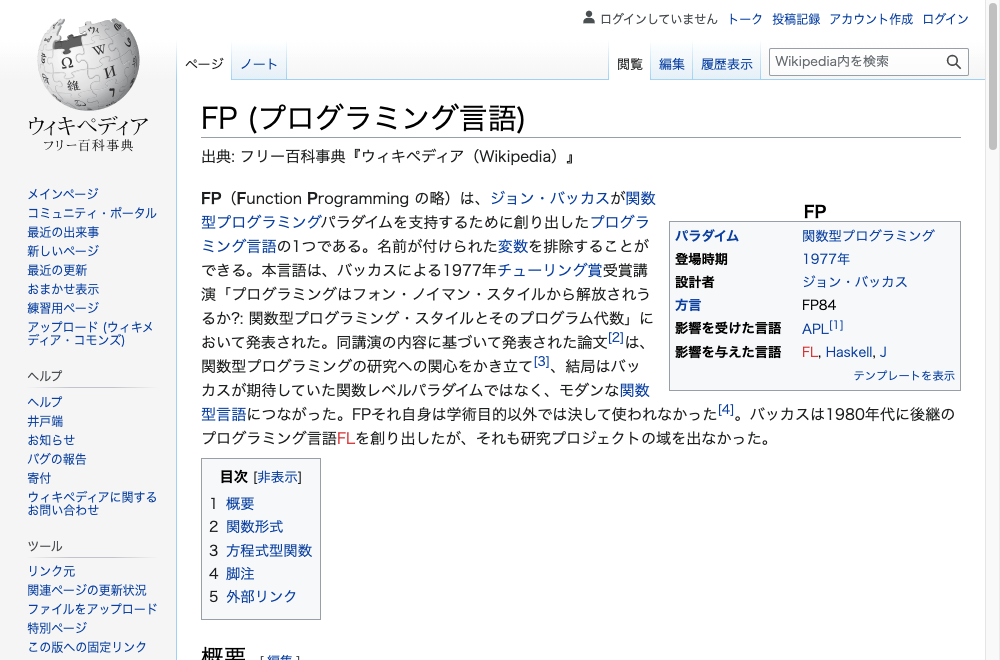 ログインしていません トーク 投稿記録 アカウント作成 ログイン
ページ ノート 閲覧 編集 履歴表示 Wikipedia内を検索
ウィキペディア
フリー百科事典
メインページ
コミュニティ・ポータル
最近の出来事
新しいページ
最近の更新
おまかせ表示
練習用ページ
アップロード (ウィキメ
ディア・コモンズ)
ヘルプ
ヘルプ
井戸端
お知らせ
バグの報告
寄付
ウィキペディアに関する
お問い合わせ
ツール
リンク元
関連ページの更新状況
ファイルをアップロード
特別ページ
この版への固定リンク
FP (プログラミング言語)
出典: フリー百科事典『ウィキペディア（Wikipedia）』
FP（Function Programming の略）は、ジョン・バッカスが関数
型プログラミングパラダイムを支持するために創り出したプログラ
ミング言語の1つである。名前が付けられた変数を排除することが
できる。本言語は、バッカスによる1977年チューリング賞受賞講
演「プログラミングはフォン・ノイマン・スタイルから解放されう
るか?: 関数型プログラミング・スタイルとそのプログラム代数」に
おいて発表された。同講演の内容に基づいて発表された論文[2]は、
関数型プログラミングの研究への関心をかき立て[3]、結局はバッ
カスが期待していた関数レベルパラダイムではなく、モダンな関数
型言語につながった。FPそれ自身は学術目的以外では決して使われなかった[4]。バッカスは1980年代に後継の
プログラミング言語FLを創り出したが、それも研究プロジェクトの域を出なかった。
FP
パラダイム 関数型プログラミング
登場時期 1977年
設計者 ジョン・バッカス
方言 FP84
影響を受けた言語 APL[1]
影響を与えた言語 FL, Haskell, J
テンプレートを表示
目次 [非表示]
1 概要
2 関数形式
3 方程式型関数
4 脚注
5 外部リンク
概要 [ 編集 ]